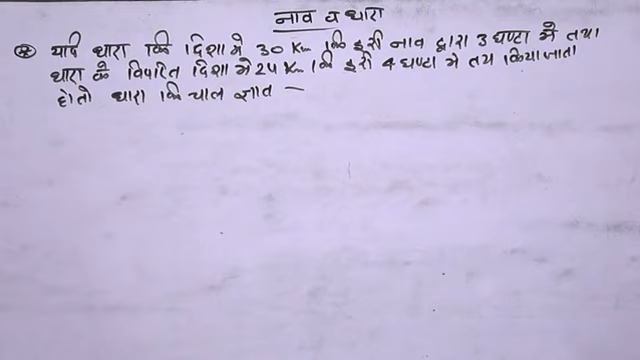 नाव व धारा
यदि धारा कि दिशा मे 30 Km कि दूरी नाव द्वारा 3 घण्टा मे तथा
धारा के विपरित दिशा मे 24 Km कि दूरी 4 घण्टा मे तय किया जाता
हो तो धारा कि चाल ज्ञात —